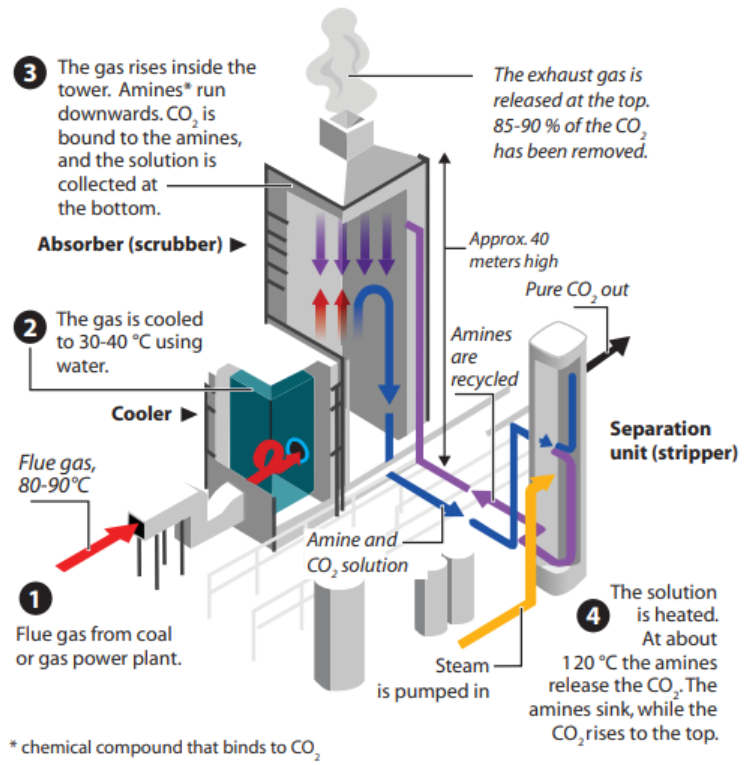 3 The gas rises inside the
tower. Amines* run
downwards. CO₂ is
bound to the amines,
and the solution is
collected at
the bottom.
Absorber (scrubber) ►
The exhaust gas is
released at the top.
85-90 % of the CO₂
has been removed.
Approx. 40
meters high
Pure CO₂ out
2 The gas is cooled
to 30-40 °C using
water.
Cooler ►
Amines
are
recycled
Separation
unit (stripper)
Flue gas,
80-90°C
Amine and
CO₂ solution
1
Flue gas from coal
or gas power plant.
Steam
is pumped in
4 The solution
is heated.
At about
120 °C the amines
release the CO₂. The
amines sink, while the
CO₂ rises to the top.
* chemical compound that binds to CO₂